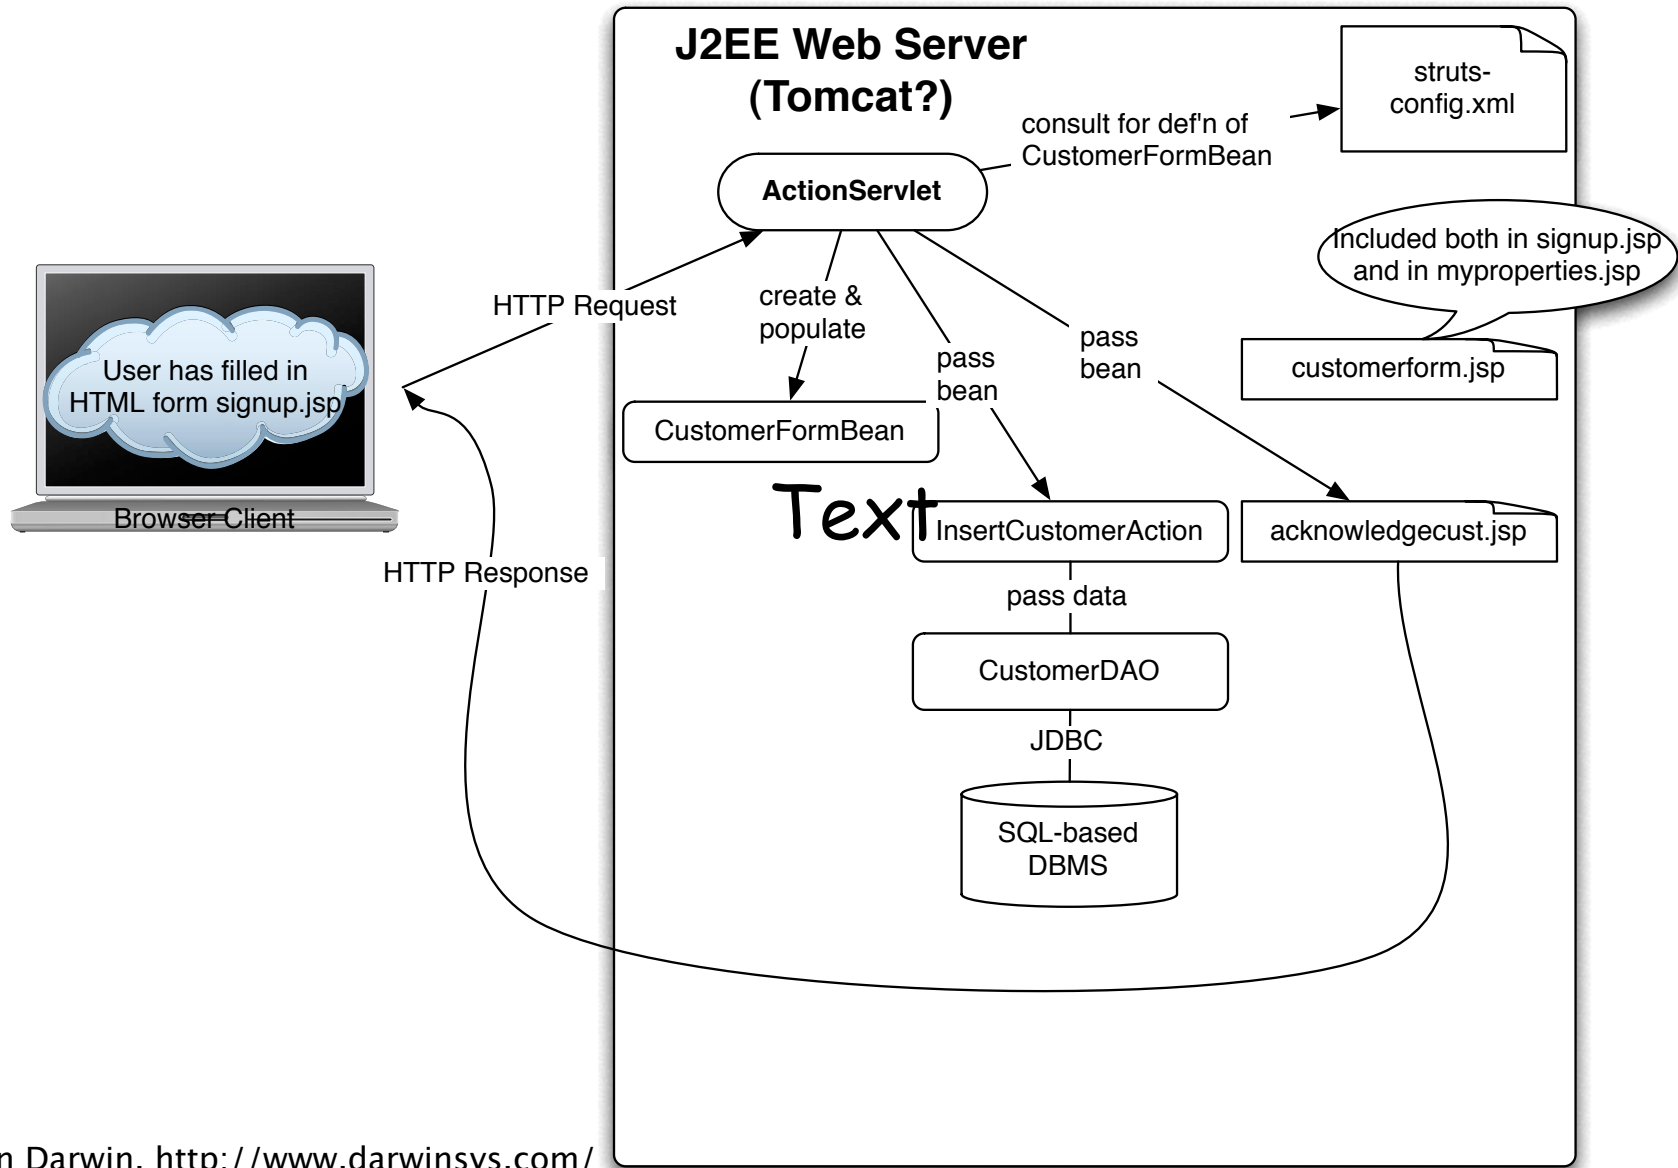 J2EE Web Server
(Tomcat?)
struts-
config.xml
consult for def'n of
CustomerFormBean
ActionServlet
Included both in signup.jsp
and in myproperties.jsp
HTTP Request
create &
populate
pass
bean
pass
bean
customerform.jsp
User has filled in
HTML form signup.jsp
CustomerFormBean
Text
Browser Client
InsertCustomerAction
acknowledgecust.jsp
HTTP Response
pass data
CustomerDAO
JDBC
SQL-based
DBMS
n Darwin, http://www.darwinsys.com/